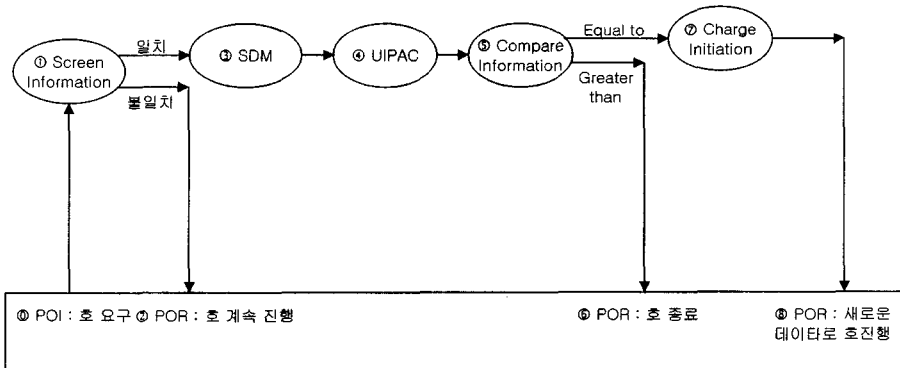 ① Screen
Information
일치
불일치
③ SDM
④ UIPAC
⑤ Compare
Information
Equal to
Greater
than
⑦ Charge
Initiation
⓪ POI : 호 요구
② POR : 호 계속 진행
⑥ POR : 호 종료
⑧ POR : 새로운
데이타로 호진행